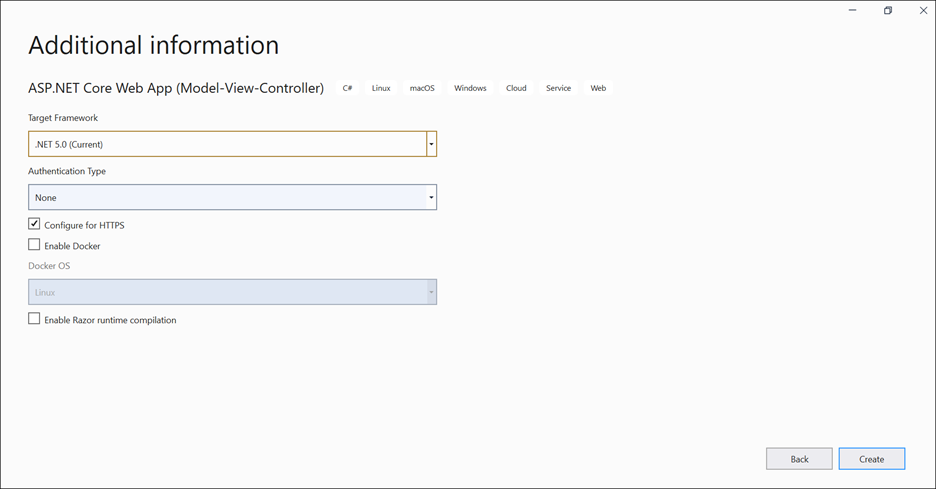 Additional information
ASP.NET Core Web App (Model-View-Controller) C# Linux macOS Windows Cloud Service Web
Target Framework
.NET 5.0 (Current)
Authentication Type
None
Configure for HTTPS
Enable Docker
Docker OS
Linux
Enable Razor runtime compilation
Back Create